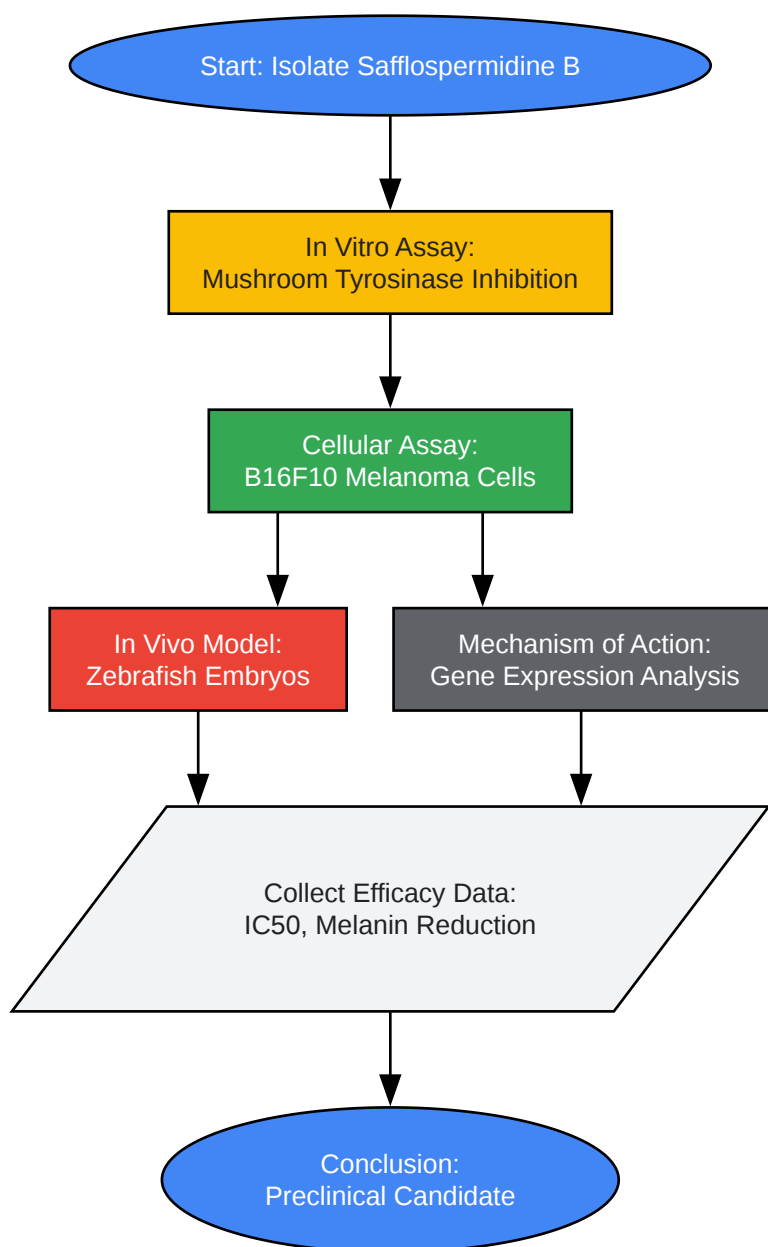 Start: Isolate Safflospermidine B
In Vitro Assay:
Mushroom Tyrosinase Inhibition
Cellular Assay:
B16F10 Melanoma Cells
In Vivo Model:
Zebrafish Embryos
Mechanism of Action:
Gene Expression Analysis
Collect Efficacy Data:
IC50, Melanin Reduction
Conclusion:
Preclinical Candidate